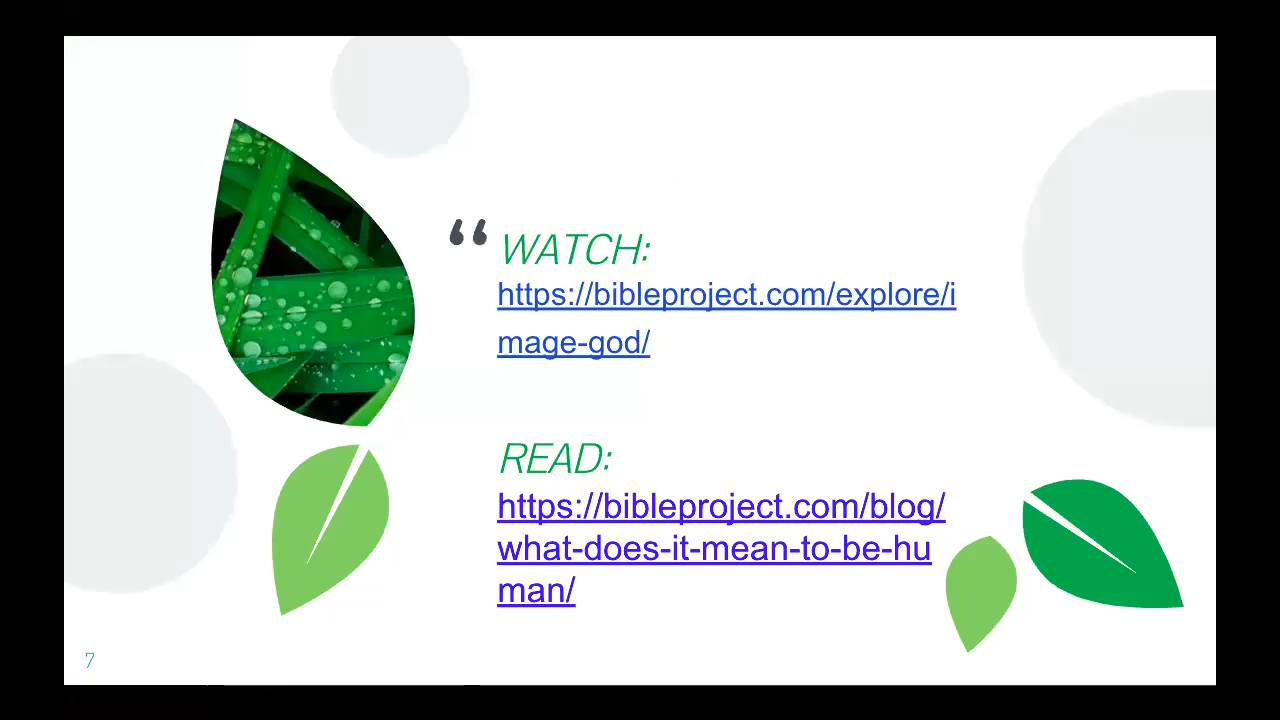 “ WATCH:
https://bibleproject.com/explore/i
mage-god/
READ:
https://bibleproject.com/blog/
what-does-it-mean-to-be-hu
man/
7